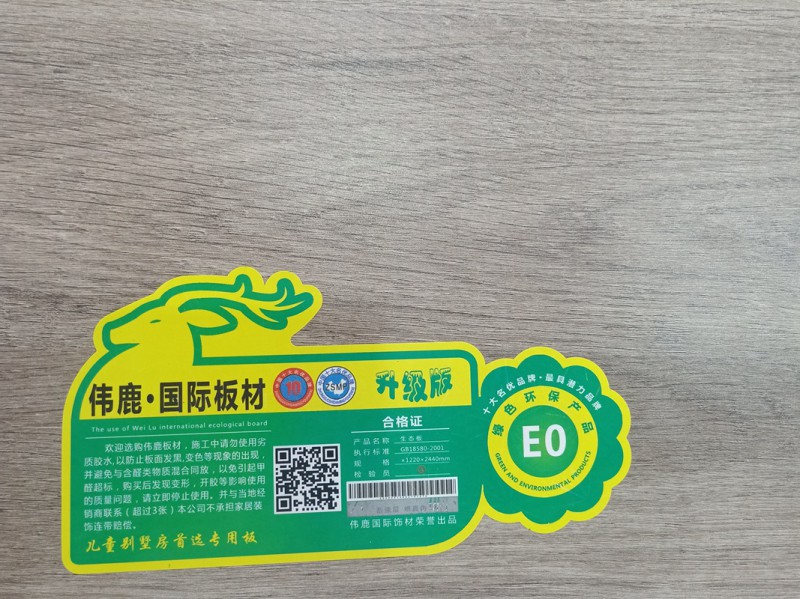 伟鹿·国际板材
The use of Wei Lu international ecological board
10
ZSMP
升级版
欢迎选购伟鹿板材，施工中请勿使用劣
质胶水，以防止板面发黑，变色等现象的出现，
并避免与含醛类物质混合同放，以免引起甲
醛超标，购买后发现变形，开胶等影响使用
的质量问题，请立即停止使用。并与当地经
销商联系（超过3张）本公司不承担家居装
饰连带赔偿。
儿童别墅房首选专用板
合格证
产品名称 生态板
执行标准 GB18580-2001
规格 <1220×2440mm
检验员
伟鹿国际饰材荣誉出品
十大名优品牌·最具潜力品牌
绿色环保产品
E0
GREEN AND ENVIRONMENTAL PRODUCTS